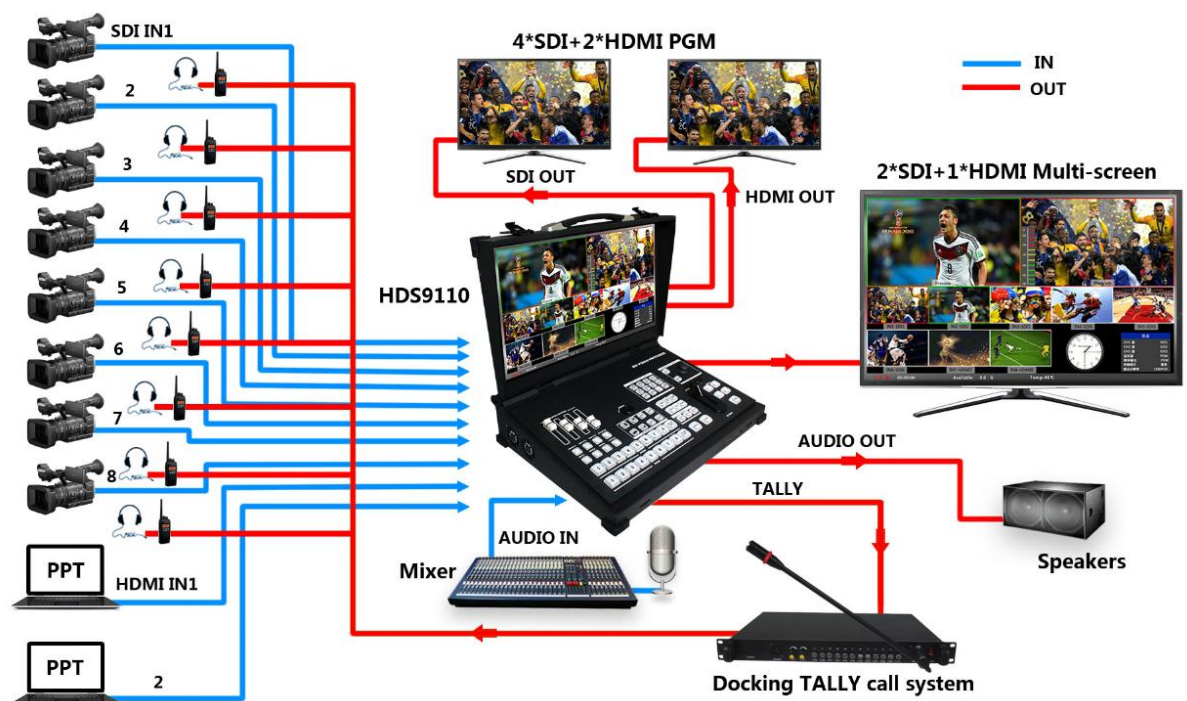 SDI IN1
2
3
4
5
6
7
8
PPT
HDMI IN1
PPT
2
4*SDI+2*HDMI PGM
SDI OUT
HDMI OUT
IN
OUT
2*SDI+1*HDMI Multi-screen
RUSSIA 2018
HDS9110
AUDIO OUT
TALLY
AUDIO IN
Mixer
Speakers
Docking TALLY call system